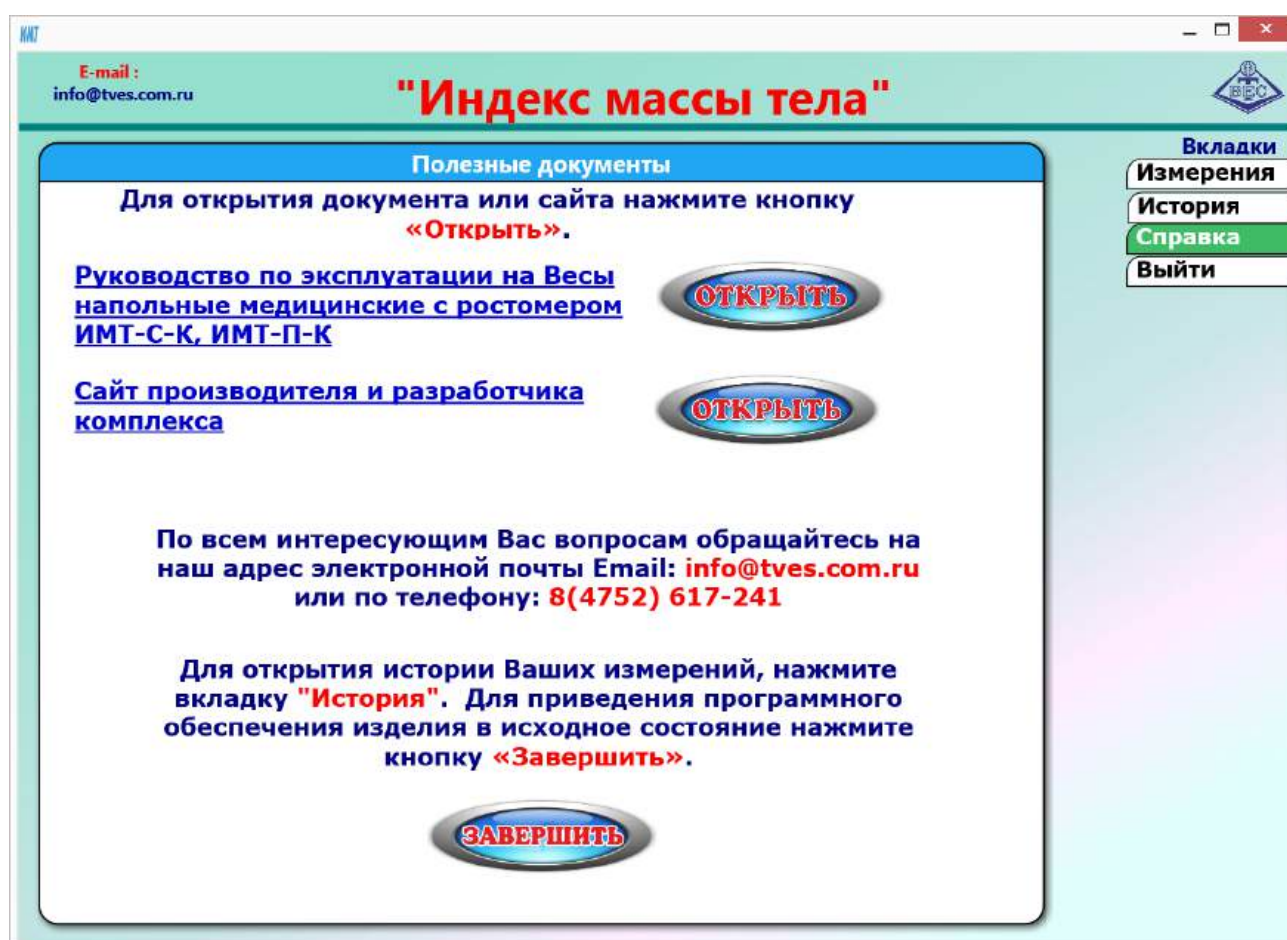 ИМТ
E-mail :
info@tves.com.ru
"Индекс массы тела"
ВЕС
Полезные документы
Для открытия документа или сайта нажмите кнопку
«Открыть».
Руководство по эксплуатации на Весы
напольные медицинские с ростомером
ИМТ-С-К, ИМТ-П-К
ОТКРЫТЬ
Сайт производителя и разработчика
комплекса
ОТКРЫТЬ
По всем интересующим Вас вопросам обращайтесь на
наш адрес электронной почты Email: info@tves.com.ru
или по телефону: 8(4752) 617-241
Для открытия истории Ваших измерений, нажмите
вкладку "История". Для приведения программного
обеспечения изделия в исходное состояние нажмите
кнопку «Завершить».
ЗАВЕРШИТЬ
Вкладки
Измерения
История
Справка
Выйти